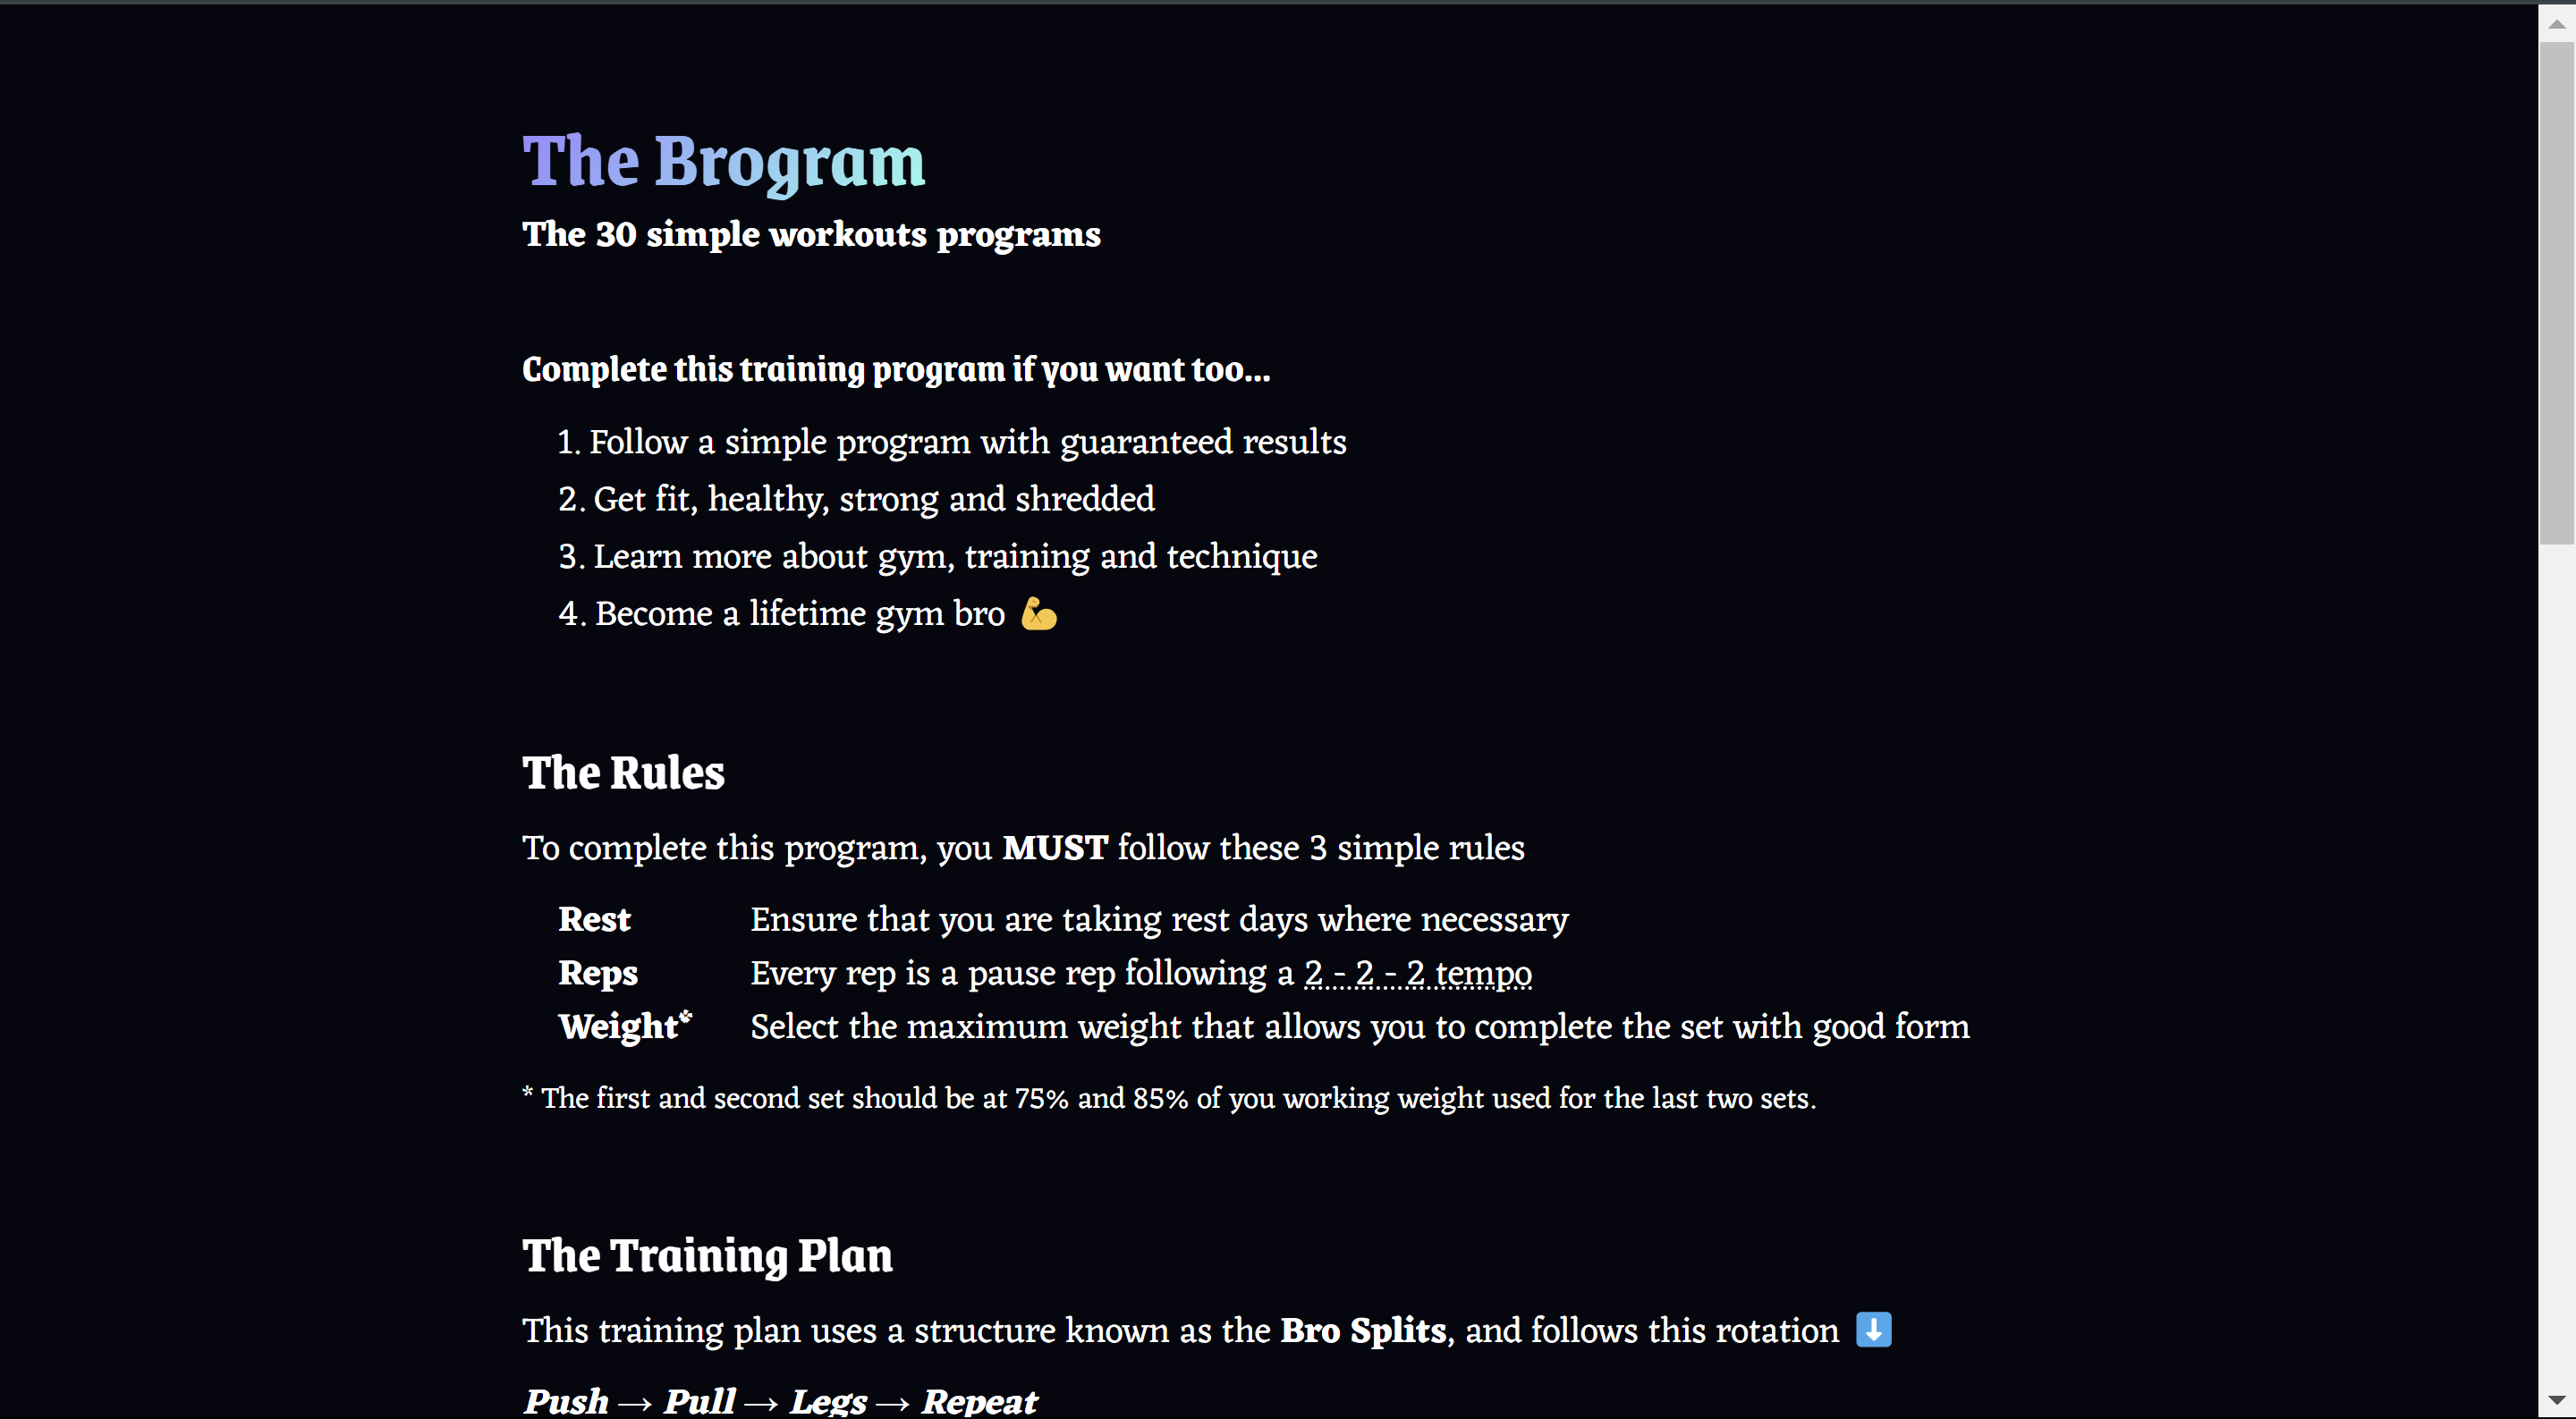 The Brogram
The 30 simple workouts programs
Complete this training program if you want too...
1. Follow a simple program with guaranteed results
2. Get fit, healthy, strong and shredded
3. Learn more about gym, training and technique
4. Become a lifetime gym bro 💪
The Rules
To complete this program, you MUST follow these 3 simple rules
Rest Ensure that you are taking rest days where necessary
Reps Every rep is a pause rep following a 2 - 2 - 2 tempo
Weight* Select the maximum weight that allows you to complete the set with good form
* The first and second set should be at 75% and 85% of you working weight used for the last two sets.
The Training Plan
This training plan uses a structure known as the Bro Splits, and follows this rotation ⬇️
Push → Pull → Legs → Repeat